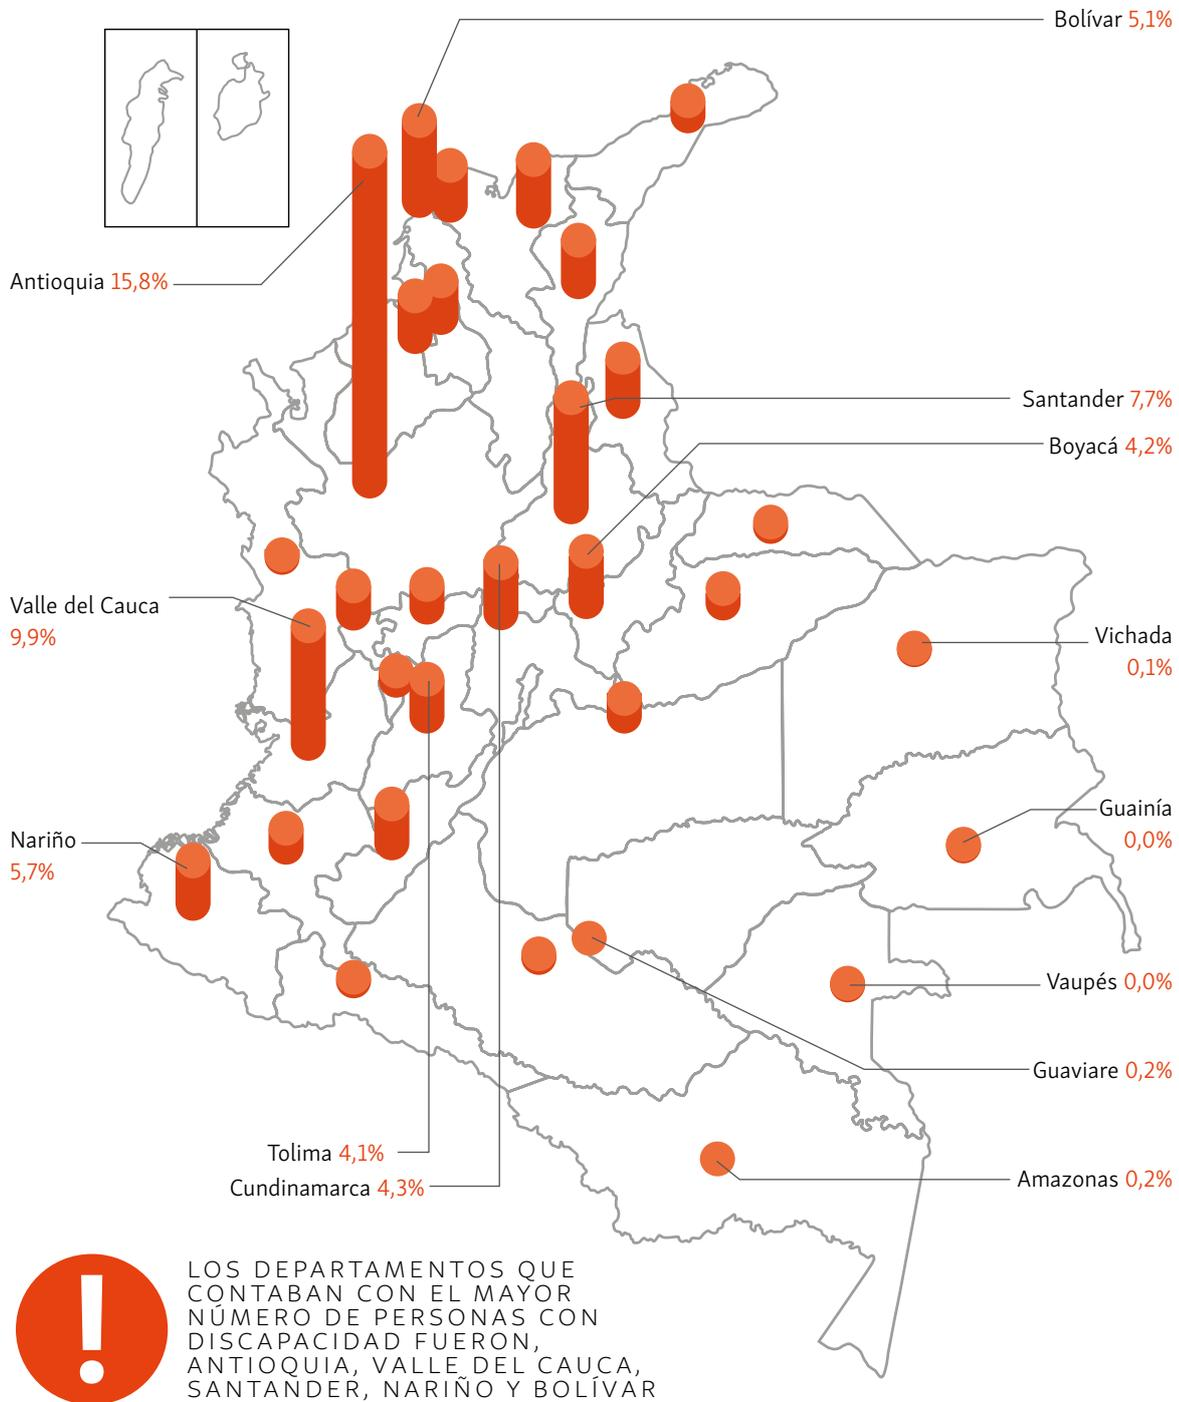 Bolívar 5,1%
Antioquia 15,8%
Santander 7,7%
Boyacá 4,2%
Valle del Cauca
9,9%
Vichada
0,1%
Guainía
0,0%
Nariño
5,7%
Vaupés 0,0%
Guaviare 0,2%
Tolima 4,1%
Amazonas 0,2%
Cundinamarca 4,3%
!
LOS DEPARTAMENTOS QUE
CONTABAN CON EL MAYOR
NÚMERO DE PERSONAS CON
DISCAPACIDAD FUERON,
ANTIOQUIA, VALLE DEL CAUCA,
SANTANDER, NARIÑO Y BOLÍVAR